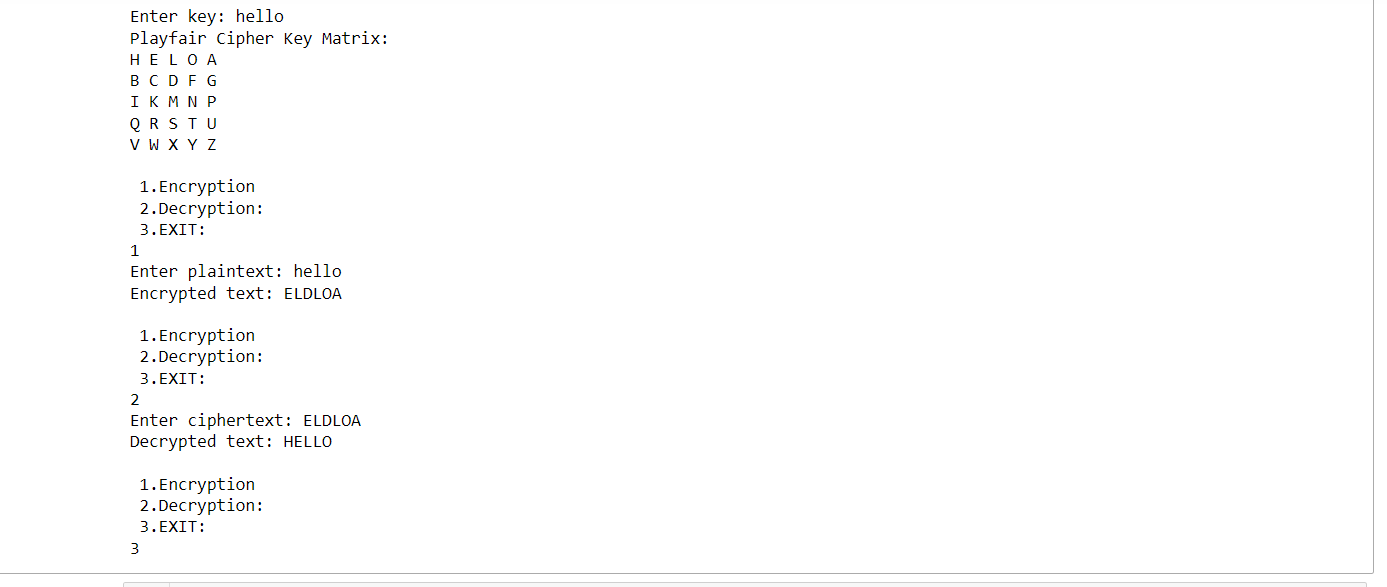 Enter key: hello
Playfair Cipher Key Matrix:
H E L O A
B C D F G
I K M N P
Q R S T U
V W X Y Z
1.Encryption
2.Decryption:
3.EXIT:
1
Enter plaintext: hello
Encrypted text: ELDLOA
1.Encryption
2.Decryption:
3.EXIT:
2
Enter ciphertext: ELDLOA
Decrypted text: HELLO
1.Encryption
2.Decryption:
3.EXIT:
3